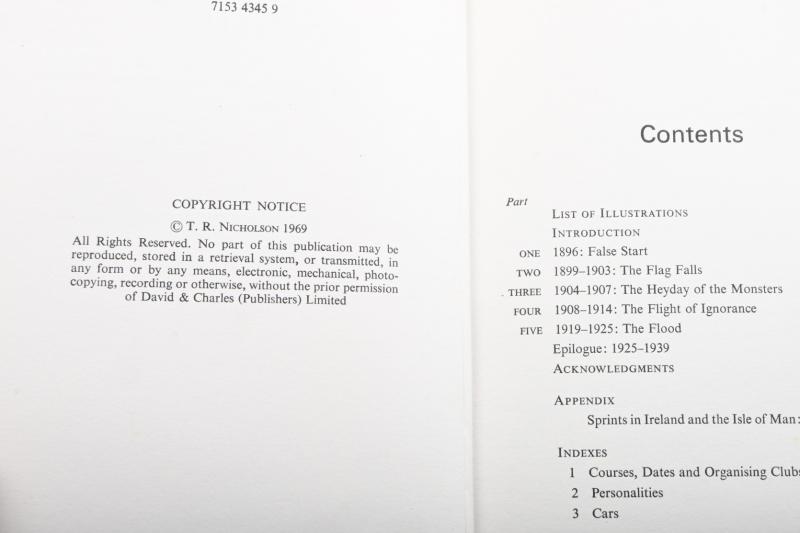 7153 4345 9
COPYRIGHT NOTICE
© T. R. NICHOLSON 1969
All Rights Reserved. No part of this publication may be
reproduced, stored in a retrieval system, or transmitted, in
any form or by any means, electronic, mechanical, photo-
copying, recording or otherwise, without the prior permission
of David & Charles (Publishers) Limited
Contents
Part
LIST OF ILLUSTRATIONS
INTRODUCTION
ONE 1896: False Start
TWO 1899–1903: The Flag Falls
THREE 1904–1907: The Heyday of the Monsters
FOUR 1908–1914: The Flight of Ignorance
FIVE 1919–1925: The Flood
Epilogue: 1925–1939
ACKNOWLEDGMENTS
APPENDIX
Sprints in Ireland and the Isle of Man:
INDEXES
1 Courses, Dates and Organising Clubs
2 Personalities
3 Cars